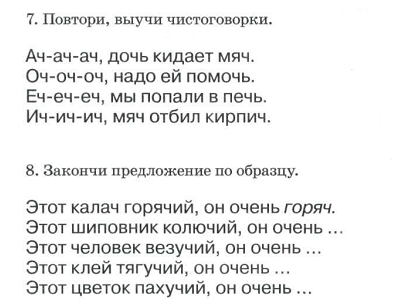 7. Повтори, выучи чистоговорки.
Ач-ач-ач, дочь кидает мяч.
Оч-оч-оч, надо ей помочь.
Еч-еч-еч, мы попали в печь.
Ич-ич-ич, мяч отбил кирпич.
8. Закончи предложение по образцу.
Этот калач горячий, он очень горяч.
Этот шиповник колючий, он очень ...
Этот человек везучий, он очень ...
Этот клей тягучий, он очень ...
Этот цветок пахучий, он очень ...